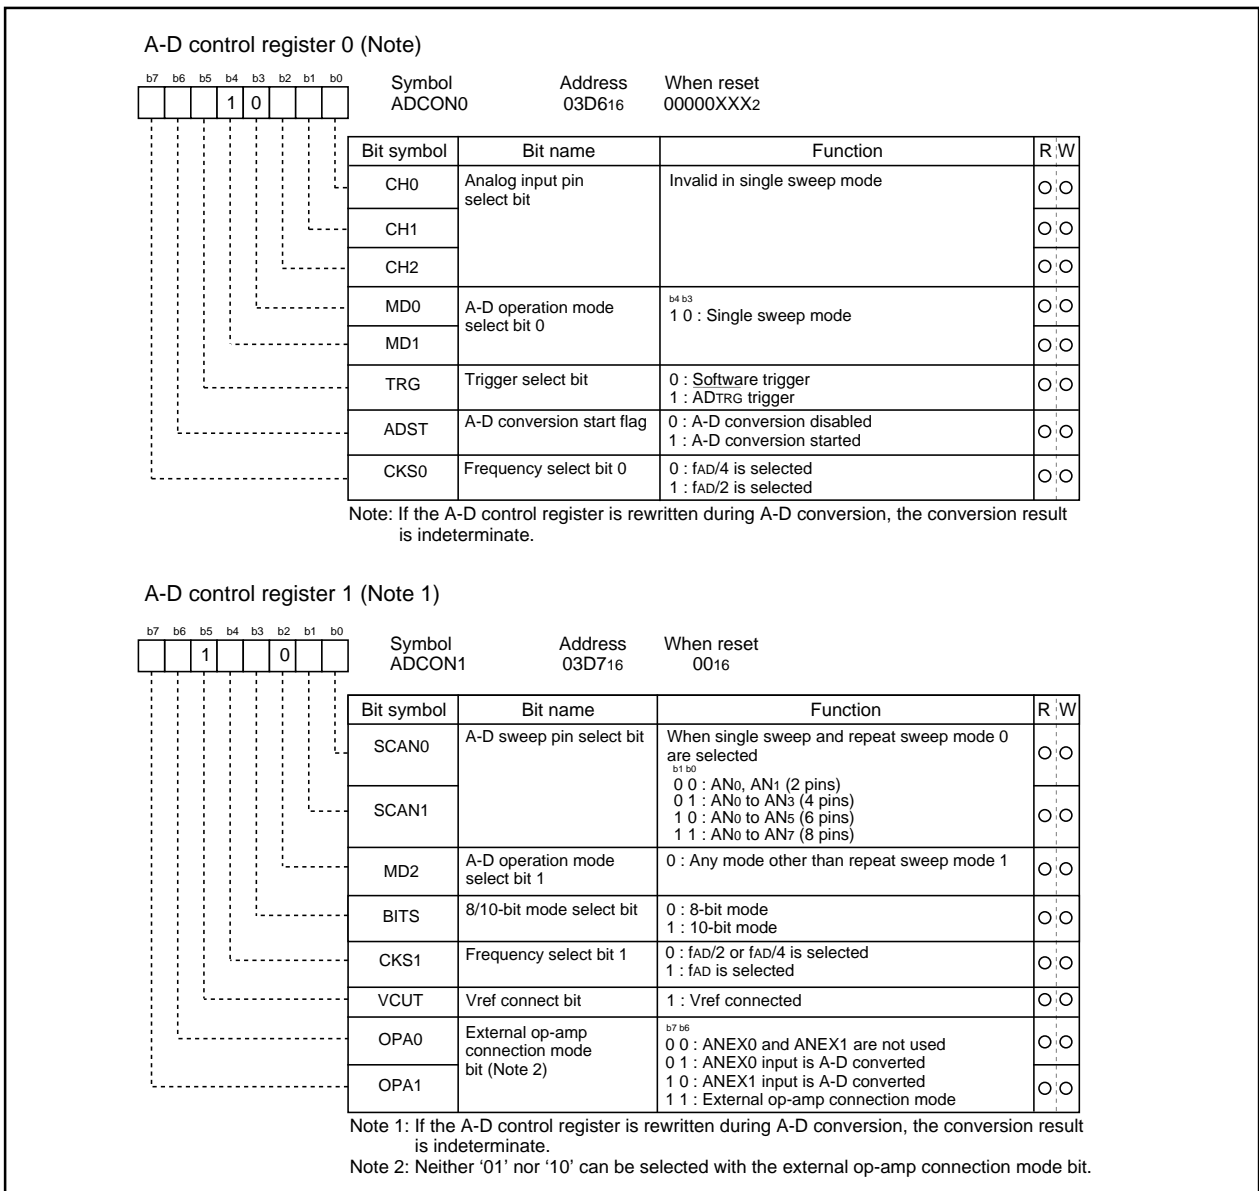 A-D control register 0 (Note)
b7 b6 b5 b4 b3 b2 b1 b0
1 0
Symbol Address When reset
ADCON0 03D616 00000XXX2
Bit symbol Bit name Function R W
CH0 Analog input pin select bit Invalid in single sweep mode
CH1
CH2
MD0 A-D operation mode select bit 0 b4 b3
1 0 : Single sweep mode
MD1
TRG Trigger select bit 0 : Software trigger
1 : ADTRG trigger
ADST A-D conversion start flag 0 : A-D conversion disabled
1 : A-D conversion started
CKS0 Frequency select bit 0 0 : fAD/4 is selected
1 : fAD/2 is selected
Note: If the A-D control register is rewritten during A-D conversion, the conversion result
is indeterminate.
A-D control register 1 (Note 1)
b7 b6 b5 b4 b3 b2 b1 b0
1 0
Symbol Address When reset
ADCON1 03D716 0016
Bit symbol Bit name Function R W
SCAN0 A-D sweep pin select bit When single sweep and repeat sweep mode 0
are selected
b1 b0
0 0 : AN0, AN1 (2 pins)
0 1 : AN0 to AN3 (4 pins)
SCAN1 1 0 : AN0 to AN5 (6 pins)
1 1 : AN0 to AN7 (8 pins)
MD2 A-D operation mode select bit 1 0 : Any mode other than repeat sweep mode 1
BITS 8/10-bit mode select bit 0 : 8-bit mode
1 : 10-bit mode
CKS1 Frequency select bit 1 0 : fAD/2 or fAD/4 is selected
1 : fAD is selected
VCUT Vref connect bit 1 : Vref connected
OPA0 External op-amp connection mode bit (Note 2) b7 b6
0 0 : ANEX0 and ANEX1 are not used
0 1 : ANEX0 input is A-D converted
OPA1 1 0 : ANEX1 input is A-D converted
1 1 : External op-amp connection mode
Note 1: If the A-D control register is rewritten during A-D conversion, the conversion result
is indeterminate.
Note 2: Neither ‘01’ nor ‘10’ can be selected with the external op-amp connection mode bit.